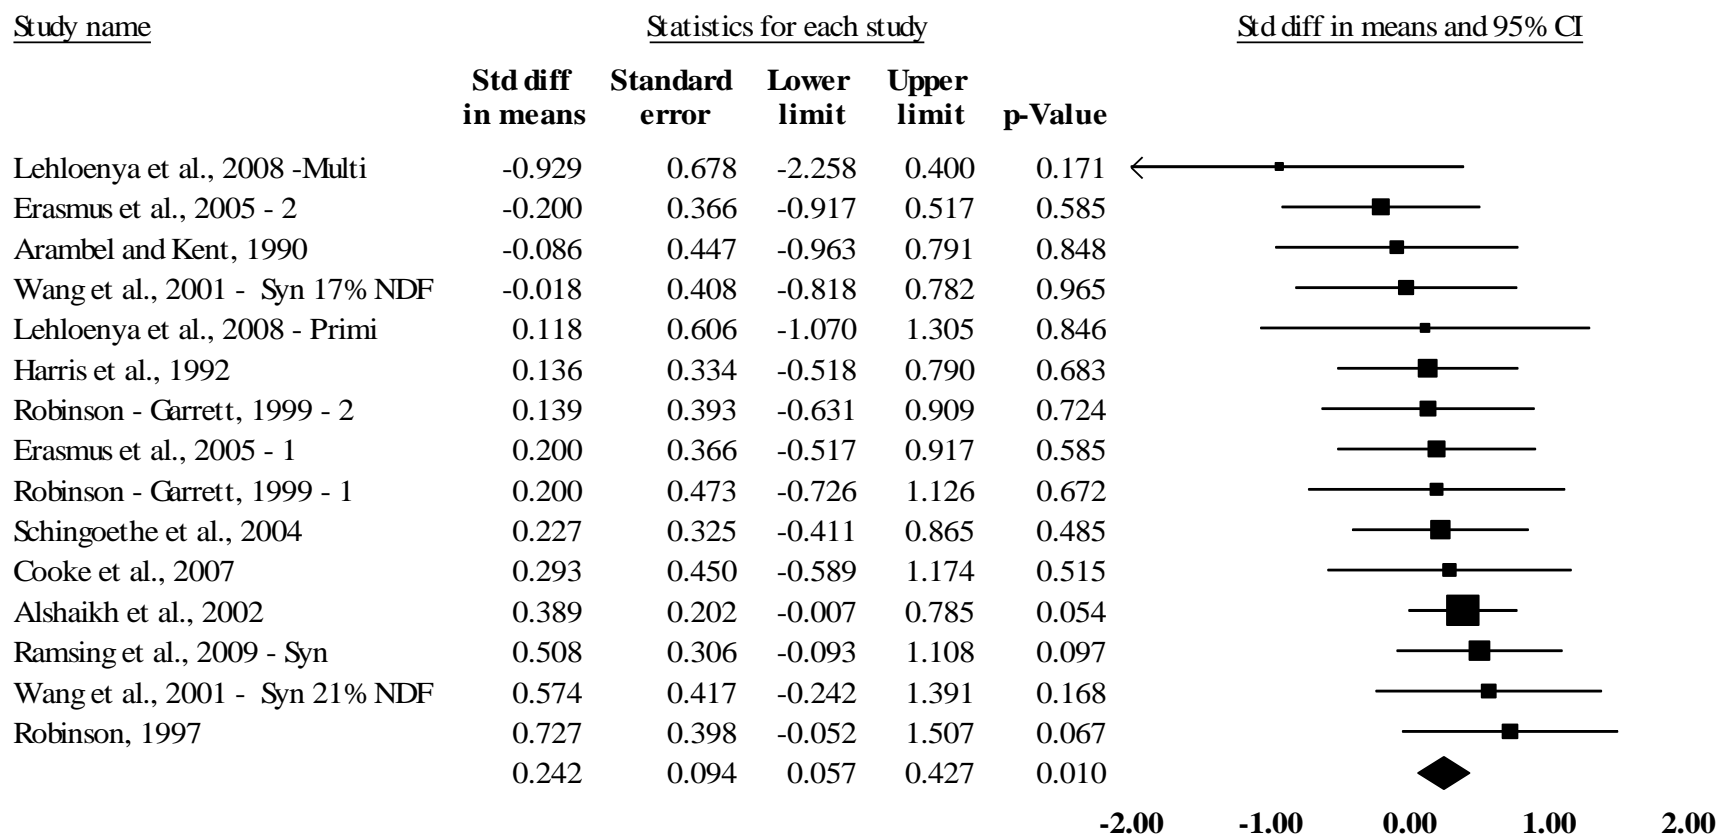 Study name Statistics for each study Std diff in means and 95% CI
Std diff Standard Lower Upper
in means error limit limit p-Value
Lehloenya et al., 2008 -Multi -0.929 0.678 -2.258 0.400 0.171
Erasmus et al., 2005 - 2 -0.200 0.366 -0.917 0.517 0.585
Arambel and Kent, 1990 -0.086 0.447 -0.963 0.791 0.848
Wang et al., 2001 - Syn 17% NDF -0.018 0.408 -0.818 0.782 0.965
Lehloenya et al., 2008 - Primi 0.118 0.606 -1.070 1.305 0.846
Harris et al., 1992 0.136 0.334 -0.518 0.790 0.683
Robinson - Garrett, 1999 - 2 0.139 0.393 -0.631 0.909 0.724
Erasmus et al., 2005 - 1 0.200 0.366 -0.517 0.917 0.585
Robinson - Garrett, 1999 - 1 0.200 0.473 -0.726 1.126 0.672
Schingoethe et al., 2004 0.227 0.325 -0.411 0.865 0.485
Cooke et al., 2007 0.293 0.450 -0.589 1.174 0.515
Alshaikh et al., 2002 0.389 0.202 -0.007 0.785 0.054
Ramsing et al., 2009 - Syn 0.508 0.306 -0.093 1.108 0.097
Wang et al., 2001 - Syn 21% NDF 0.574 0.417 -0.242 1.391 0.168
Robinson, 1997 0.727 0.398 -0.052 1.507 0.067
0.242 0.094 0.057 0.427 0.010
-2.00 -1.00 0.00 1.00 2.00